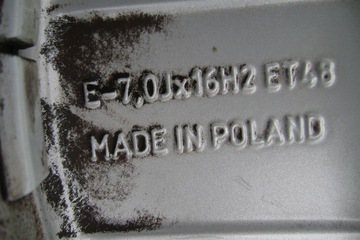 E-7,0Jx16H2 ET48
MADE IN POLAND